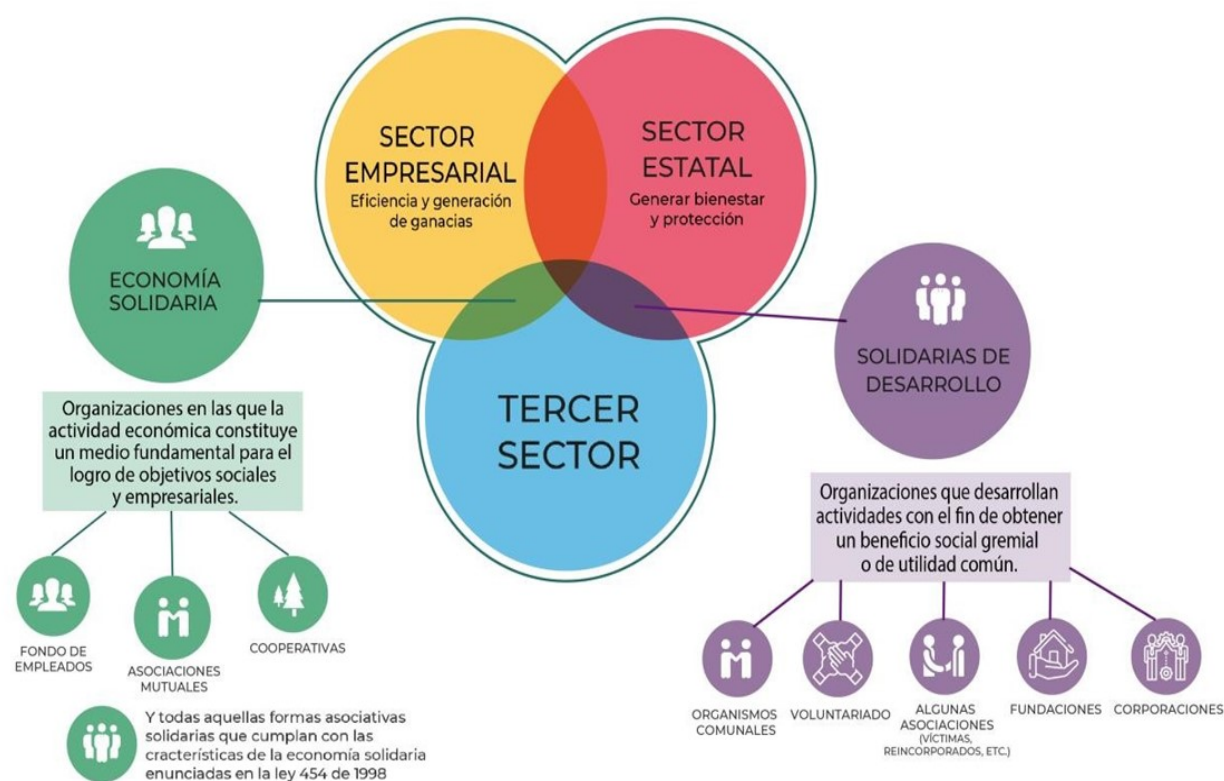 SECTOR
EMPRESARIAL
Eficiencia y generación
de ganacias
SECTOR
ESTATAL
Generar bienestar
y protección
TERCER
SECTOR
ECONOMÍA
SOLIDARIA
Organizaciones en las que la
actividad económica constituye
un medio fundamental para el
logro de objetivos sociales
y empresariales.
FONDO DE
EMPLEADOS
ASOCIACIONES
MUTUALES
COOPERATIVAS
Y todas aquellas formas asociativas
solidarias que cumplan con las
cracterísticas de la economía solidaria
enunciadas en la ley 454 de 1998
SOLIDARIAS DE
DESARROLLO
Organizaciones que desarrollan
actividades con el fin de obtener
un beneficio social gremial
o de utilidad común.
ORGANISMOS
COMUNALES
VOLUNTARIADO
ALGUNAS
ASOCIACIONES
(VÍCTIMAS,
REINCORPORADOS, ETC.)
FUNDACIONES
CORPORACIONES